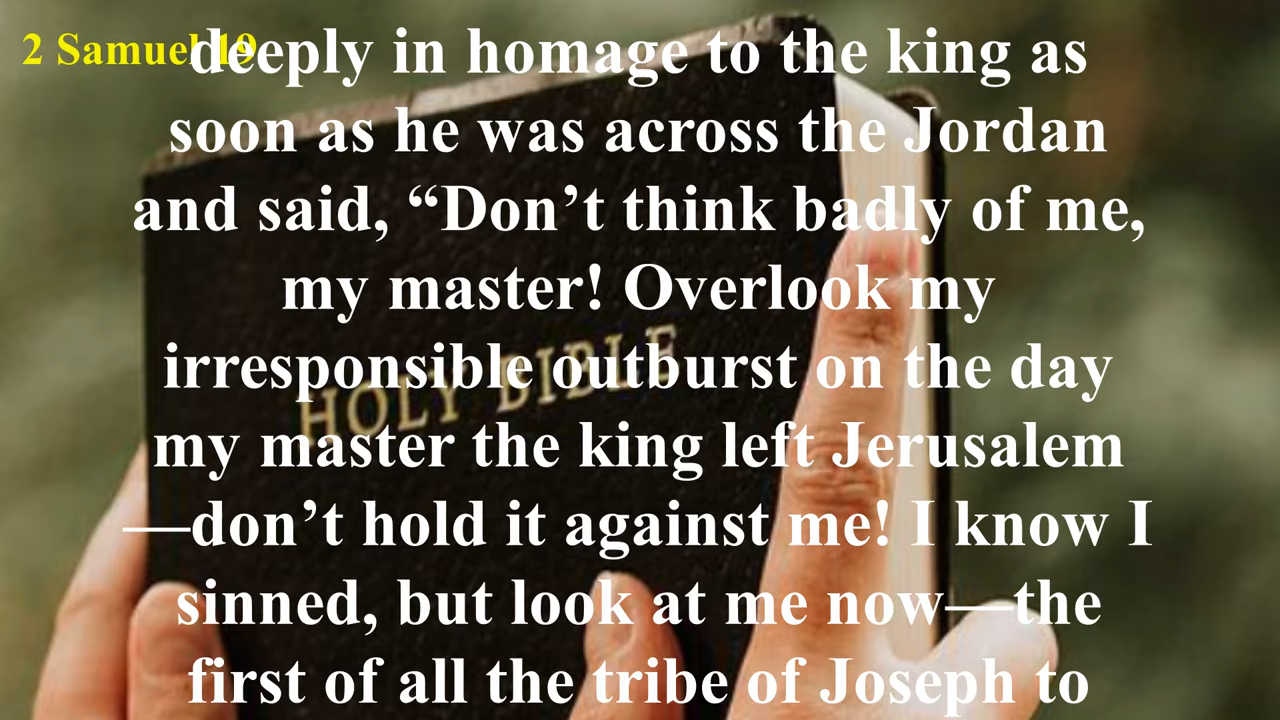 2 Samuel 19
deeply in homage to the king as
soon as he was across the Jordan
and said, “Don’t think badly of me,
my master! Overlook my
irresponsible outburst on the day
my master the king left Jerusalem
—don’t hold it against me! I know I
sinned, but look at me now—the
first of all the tribe of Joseph to
HOLY BIBLE